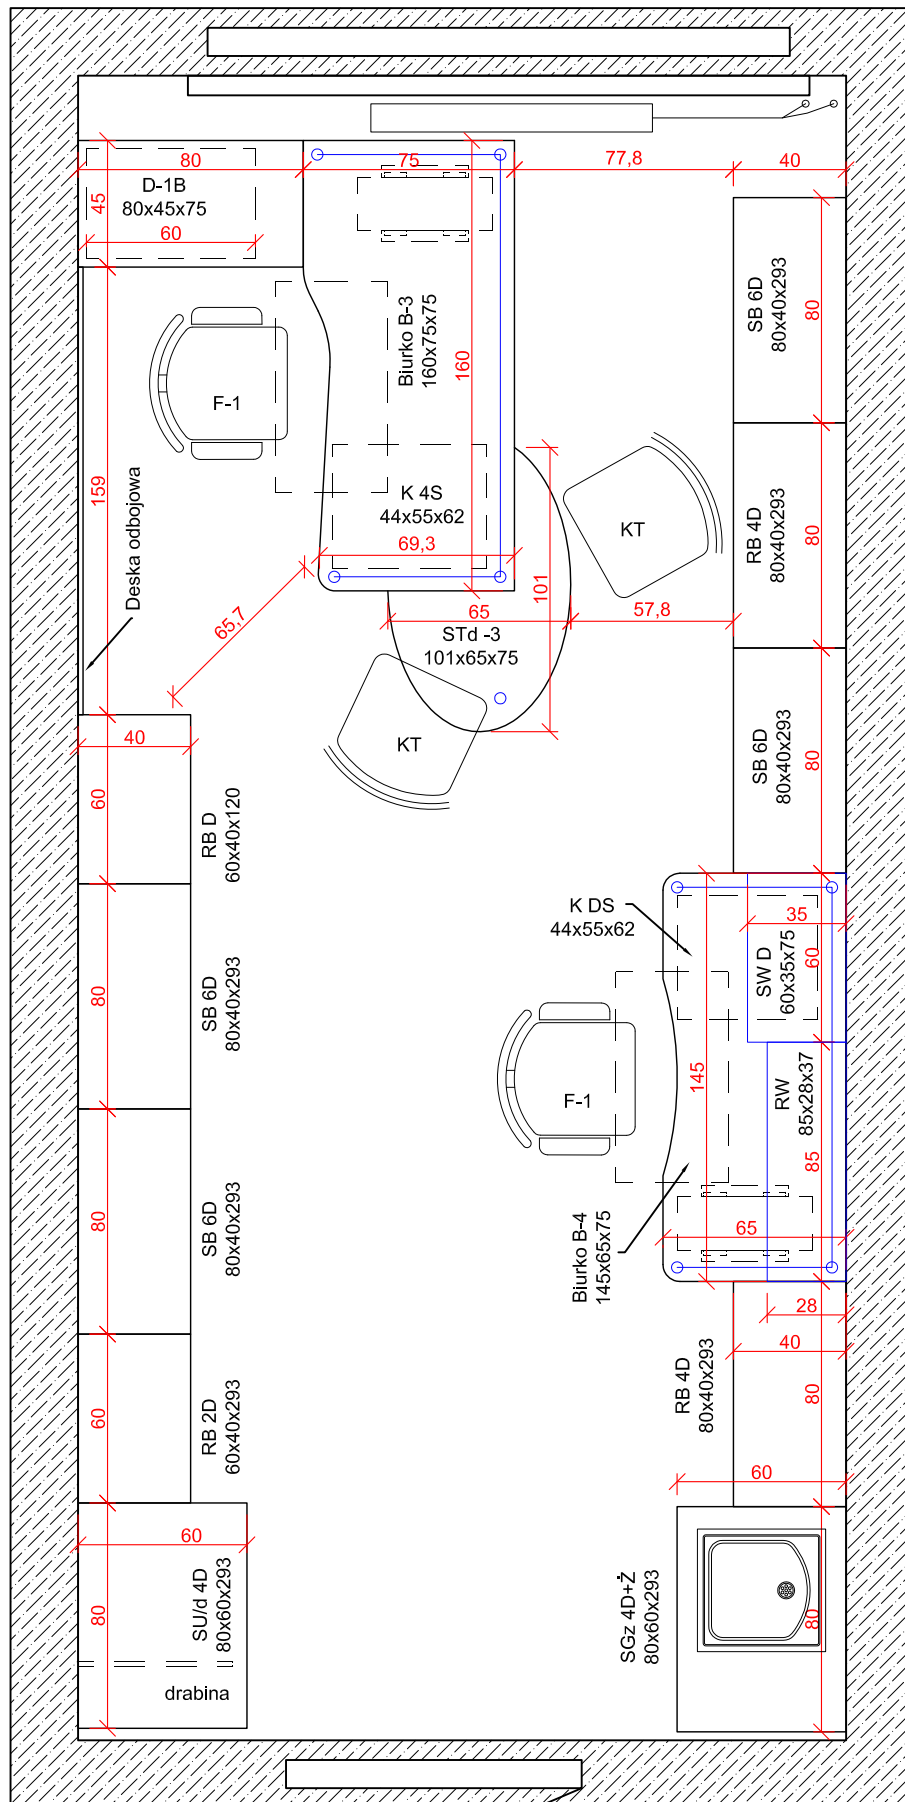 80
75
77,8
40
D-1B
80x45x75
45
60
Biurko B-3
160x75x75
160
SB 6D
80x40x293
80
F-1
159
Deska odbojowa
K 4S
44x55x62
69,3
KT
RB 4D
80x40x293
80
101
65,7
65
57,8
STd -3
101x65x75
KT
SB 6D
80x40x293
80
40
60
RB D
60x40x120
K DS
44x55x62
35
60
SW D
60x35x75
80
SB 6D
80x40x293
F-1
145
RW
85x28x37
85
65
Biurko B-4
145x65x75
80
SB 6D
80x40x293
28
40
RB 4D
80x40x293
80
60
RB 2D
60x40x293
60
60
SU/d 4D
80x60x293
80
drabina
SGz 4D+Ż
80x60x293
80